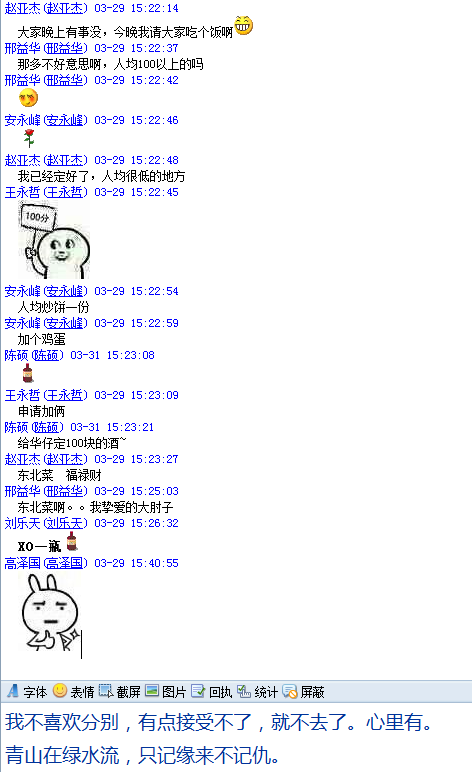 赵亚杰(赵亚杰) 03-29 15:22:14
大家晚上有事没，今晚我请大家吃个饭啊
邢益华(邢益华) 03-29 15:22:37
那多不好意思啊，人均100以上的吗
邢益华(邢益华) 03-29 15:22:42
安永峰(安永峰) 03-29 15:22:46
赵亚杰(赵亚杰) 03-29 15:22:48
我已经定好了，人均很低的地方
王永哲(王永哲) 03-29 15:22:45
100分
安永峰(安永峰) 03-29 15:22:54
人均炒饼一份
安永峰(安永峰) 03-29 15:22:59
加个鸡蛋
陈硕(陈硕) 03-31 15:23:08
王永哲(王永哲) 03-29 15:23:09
申请加俩
陈硕(陈硕) 03-31 15:23:21
给华仔定100块的酒~
赵亚杰(赵亚杰) 03-29 15:23:27
东北菜 福禄财
邢益华(邢益华) 03-29 15:25:03
东北菜啊。。我挚爱的大肘子
刘乐天(刘乐天) 03-29 15:26:32
XO一瓶
高泽国(高泽国) 03-29 15:40:55
字体 表情 截屏 图片 回执 统计 屏蔽
我不喜欢分别，有点接受不了，就不去了。心里有。
青山在绿水流，只记缘来不记仇。